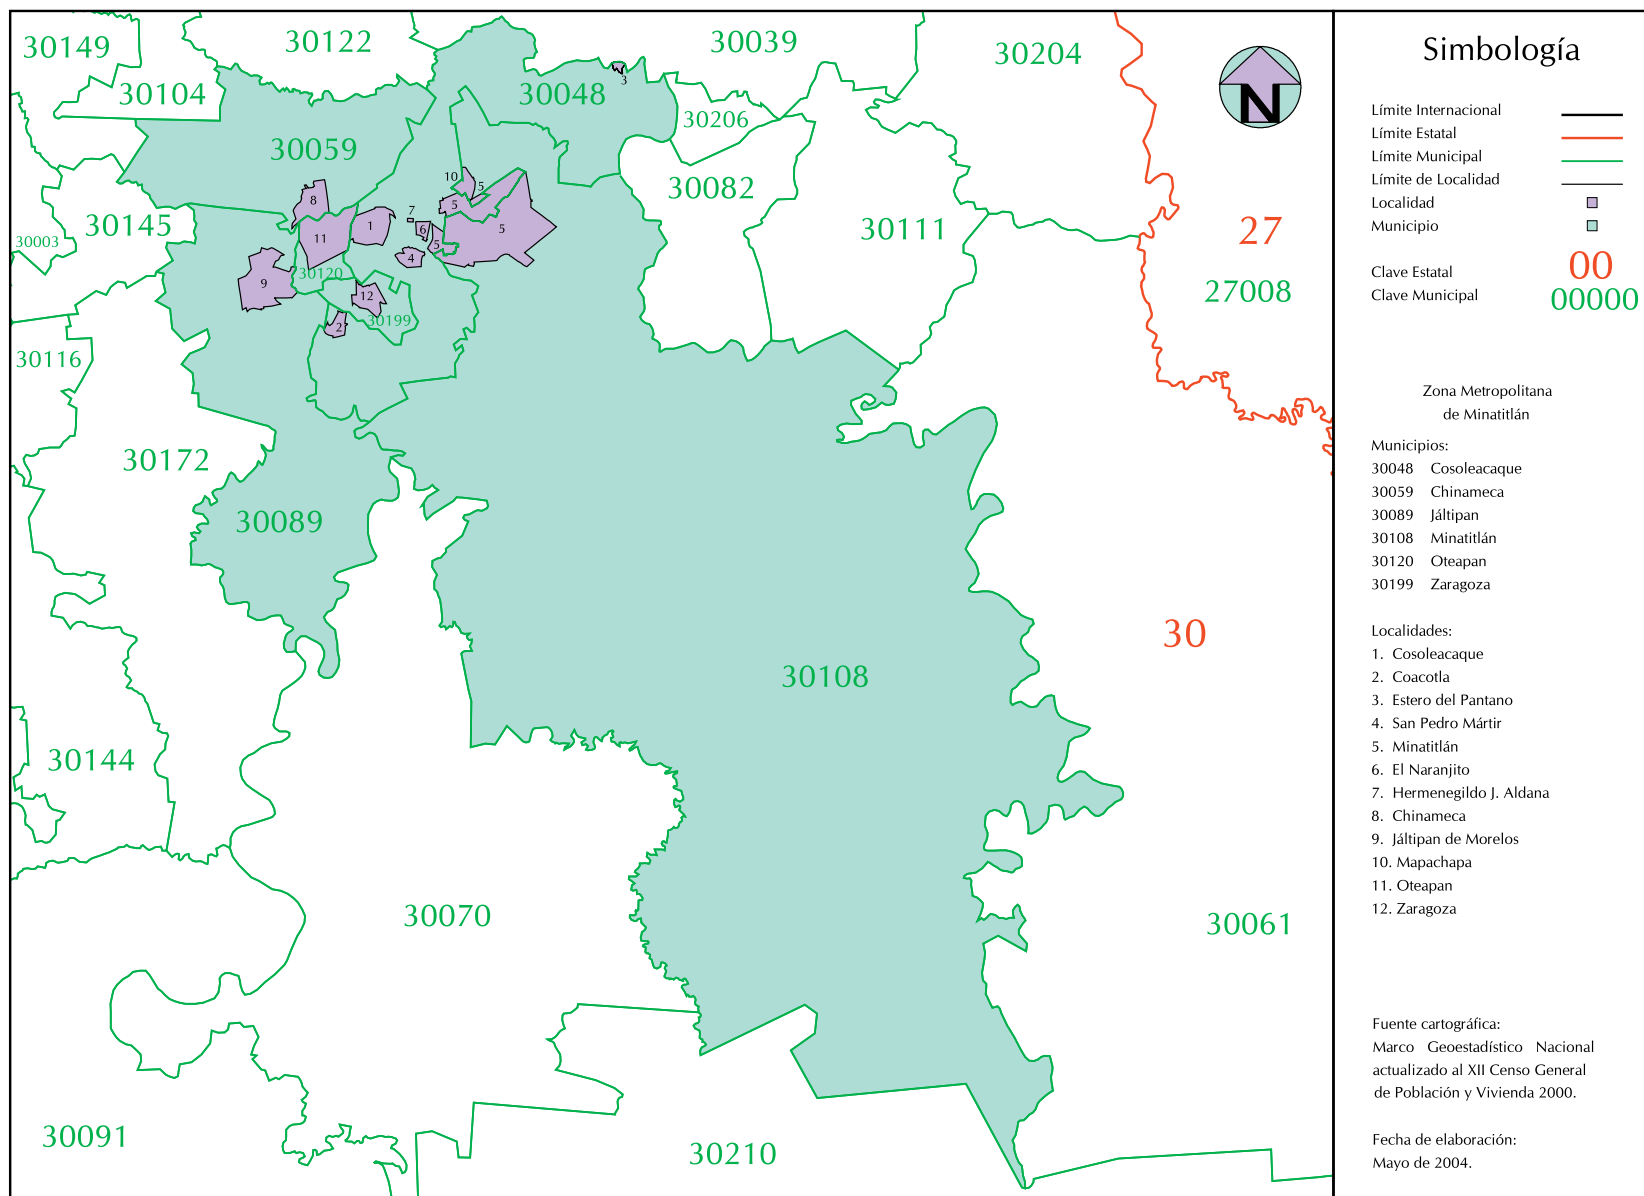 30149
30122
30039
30204
30104
30048
3
30206
30059
30082
10
5
8
5
7
1
6
5
5
11
4
30145
30003
30111
27
27008
30120
9
12
30199
2
30116
30172
30089
30
30108
30144
30070
30061
30091
30210
N
Simbología
Límite Internacional
Límite Estatal
Límite Municipal
Límite de Localidad
Localidad
Municipio
Clave Estatal 00
Clave Municipal 00000
Zona Metropolitana
de Minatitlán
Municipios:
30048 Cosoleacaque
30059 Chinameca
30089 Jáltipan
30108 Minatitlán
30120 Oteapan
30199 Zaragoza
Localidades:
1. Cosoleacaque
2. Coacotla
3. Estero del Pantano
4. San Pedro Mártir
5. Minatitlán
6. El Naranjito
7. Hermenegildo J. Aldana
8. Chinameca
9. Jáltipan de Morelos
10. Mapachapa
11. Oteapan
12. Zaragoza
Fuente cartográfica:
Marco Geoestadístico Nacional
actualizado al XII Censo General
de Población y Vivienda 2000.
Fecha de elaboración:
Mayo de 2004.